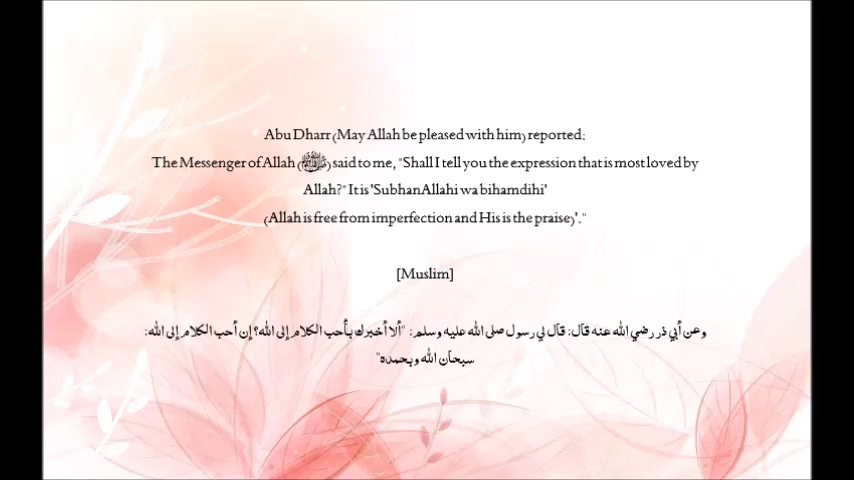 Abu Dharr (May Allah be pleased with him) reported:
The Messenger of Allah (ﷺ) said to me, "Shall I tell you the expression that is most loved by
Allah?" It is 'SubhanAllahi wa bihamdihi'
(Allah is free from imperfection and His is the praise)'."
[Muslim]
وعن أبي ذر رضي الله عنه قال: قال لي رسول صلى الله عليه وسلم: "ألا أخبرك بأحب الكلام إلى الله؟ إن أحب الكلام إلى الله:
سبحان الله وبحمده"